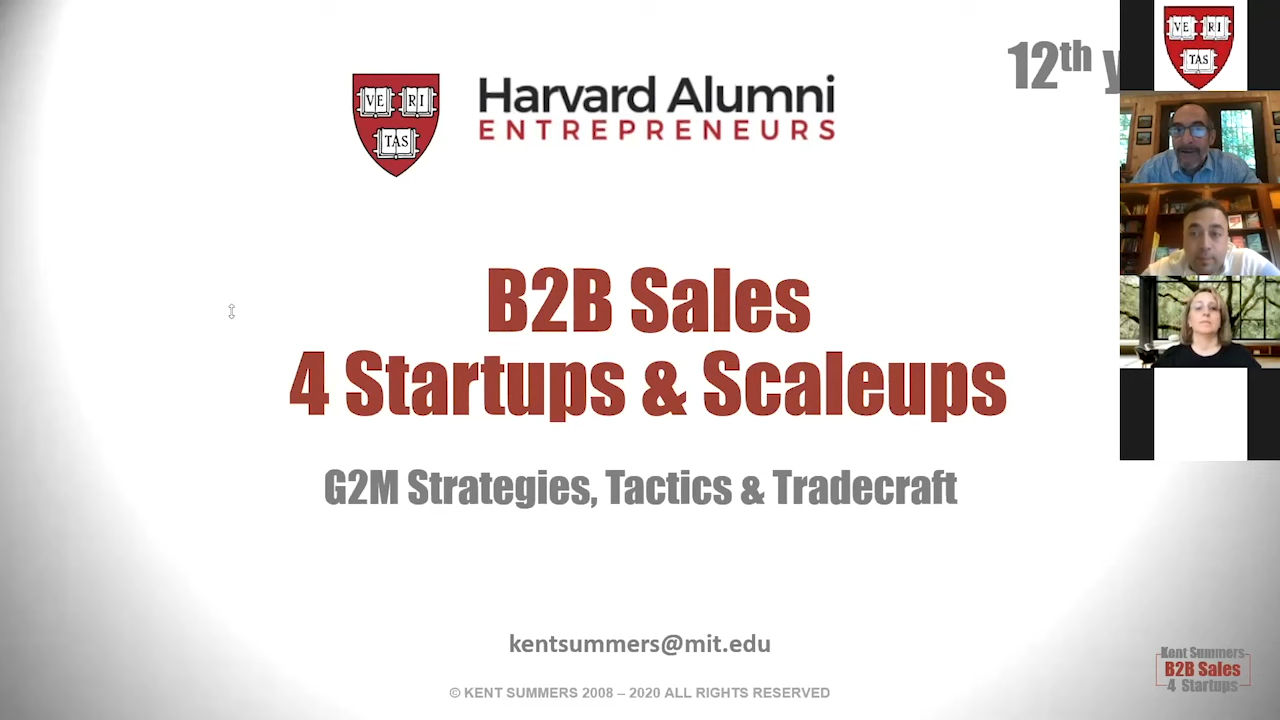 12th y
VE RI
TAS
Harvard Alumni
ENTREPRENEURS
VE RI
TAS
B2B Sales
4 Startups & Scaleups
G2M Strategies, Tactics & Tradecraft
kentsummers@mit.edu
© KENT SUMMERS 2008 – 2020 ALL RIGHTS RESERVED
Kent Summers
B2B Sales
4 Startups